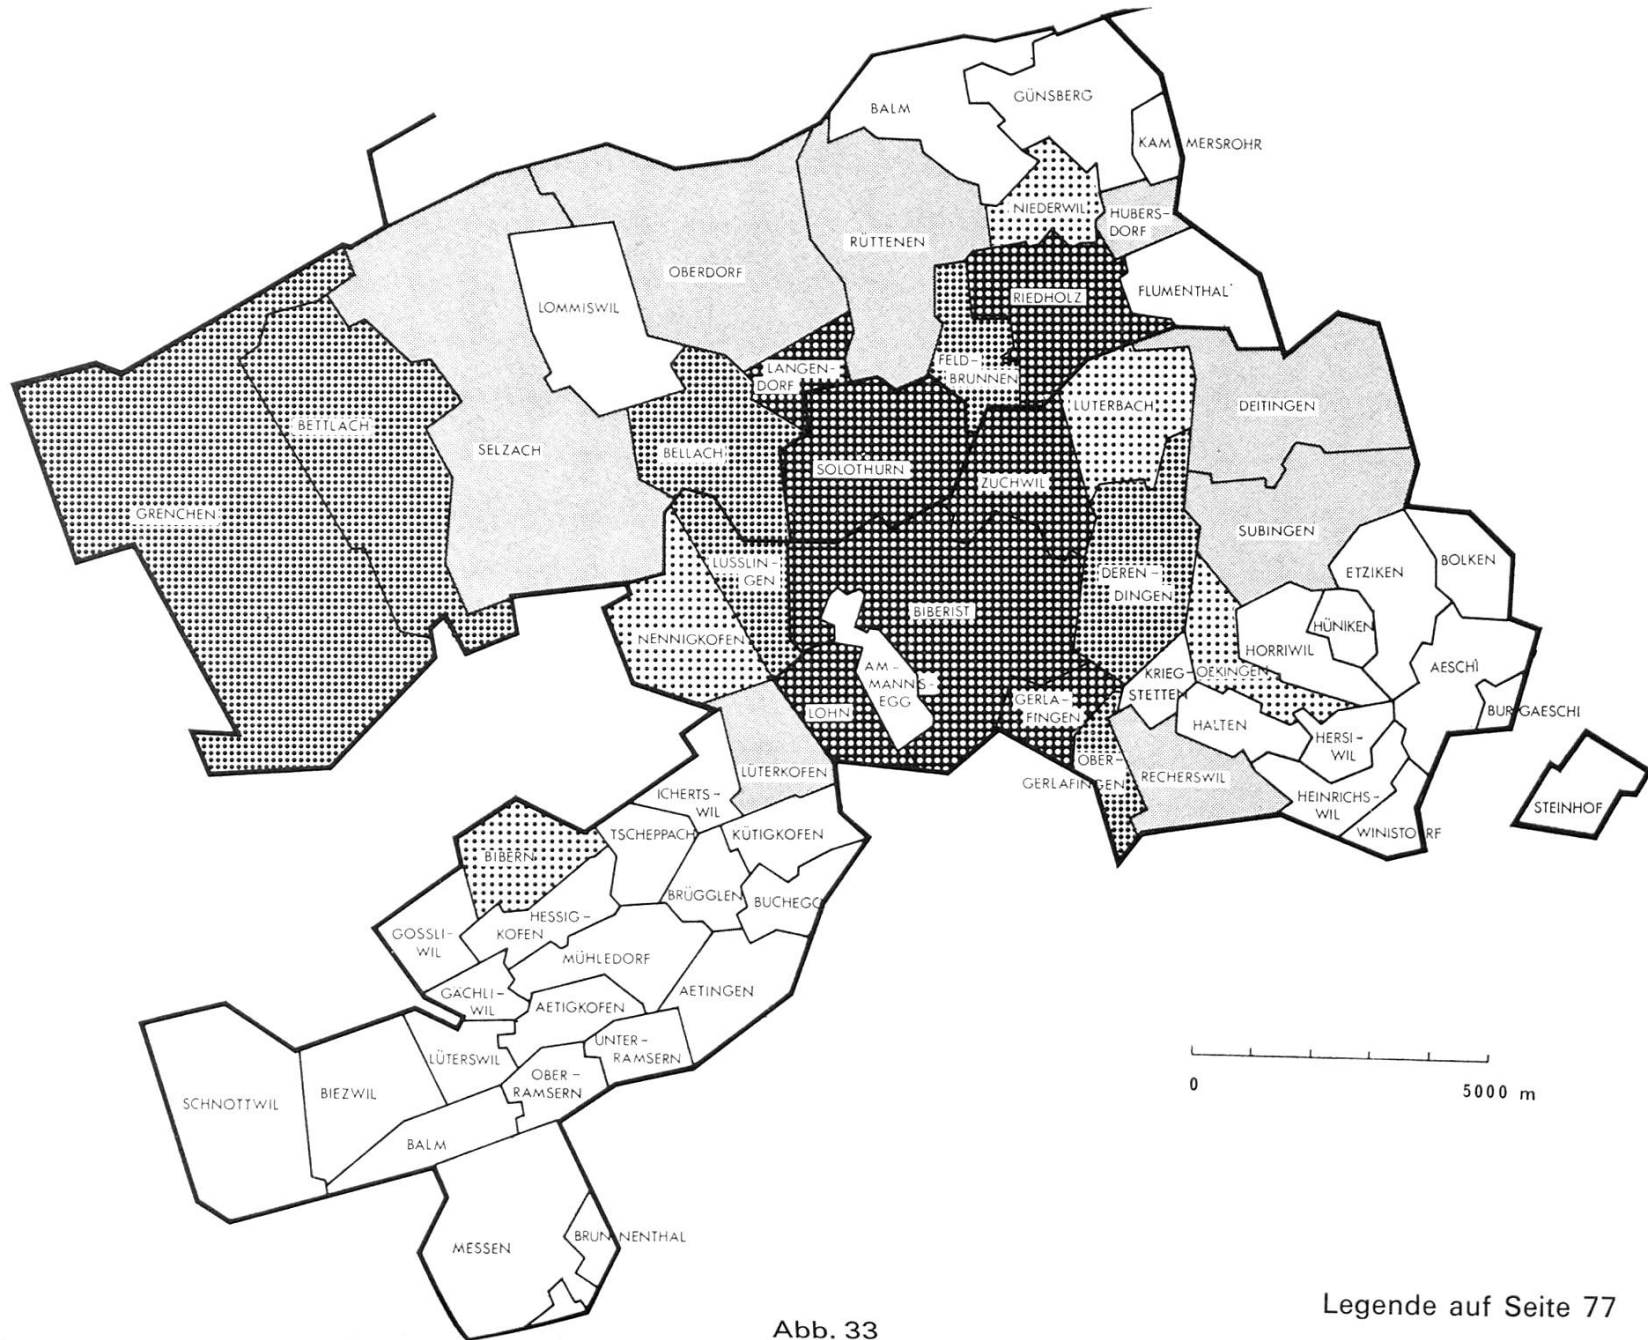 BALM
GÜNSBERG
KAMMERSROHR
NIEDERWIL
HUBERS-
DORF
RÜTTENEN
OBERDORF
RIEDHOLZ
FLUMENTHAL
LOMMISWIL
FELD-
BRUNNEN
LANGEN-
DORF
LUTERBACH
DEITINGEN
BETTLACH
SELZACH
BELLACH
SOLOTHURN
ZUCHWIL
GRENCHEN
SUBINGEN
ETZIKEN
BOLKEN
LÜSSLIN-
GEN
DEREN-
DINGEN
BIBERIST
HÜNIKEN
NENNIGKOFEN
HORRIWIL
AESCHI
AM-
MANNS-
EGG
KRIEG-
STETTEN
OEKINGEN
LOHN
GERLA-
FINGEN
HALTEN
BURGAESCHI
HERSI-
WIL
OBER-
GERLAFINGEN
RECHERSWIL
LÜTERKOFEN
ICHERTS-
WIL
HEINRICHS-
WIL
STEINHOF
WINISTORF
TSCHEPPACH
KÜTIGKOFEN
BIBERN
BRÜGGLEN
BUCHEGG
HESSIG-
KOFEN
GOSSLI-
WIL
MÜHLEDORF
GÄCHLI-
WIL
AETINGEN
AETIGKOFEN
UNTER-
RAMSERN
LÜTERSWIL
OBER-
RAMSERN
BIEZWIL
SCHNOTTWIL
BALM
MESSEN
BRUNNENTHAL
0 5000 m
Legende auf Seite 77
Abb. 33